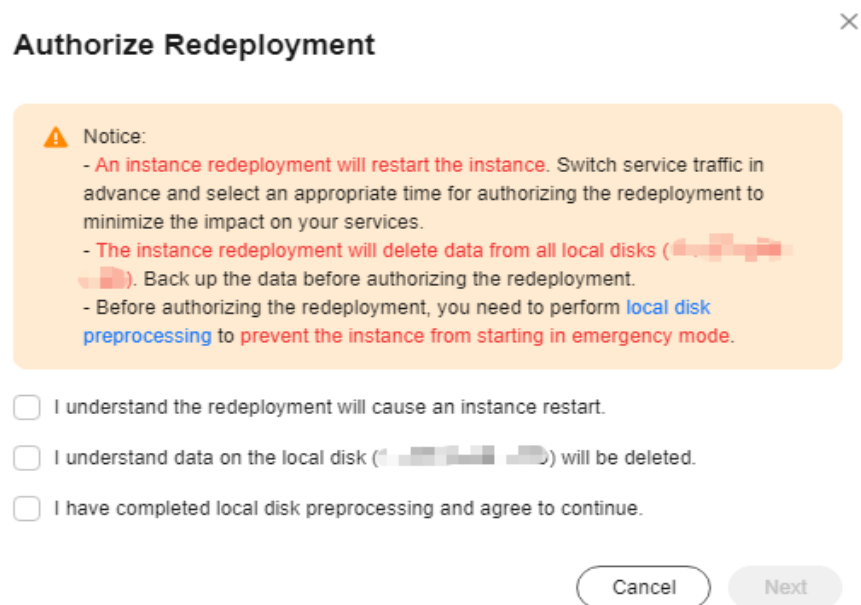 Authorize Redeployment
Notice:
- An instance redeployment will restart the instance. Switch service traffic in
advance and select an appropriate time for authorizing the redeployment to
minimize the impact on your services.
- The instance redeployment will delete data from all local disks (
). Back up the data before authorizing the redeployment.
- Before authorizing the redeployment, you need to perform local disk
preprocessing to prevent the instance from starting in emergency mode.
I understand the redeployment will cause an instance restart.
I understand data on the local disk ( ) will be deleted.
I have completed local disk preprocessing and agree to continue.
Cancel Next